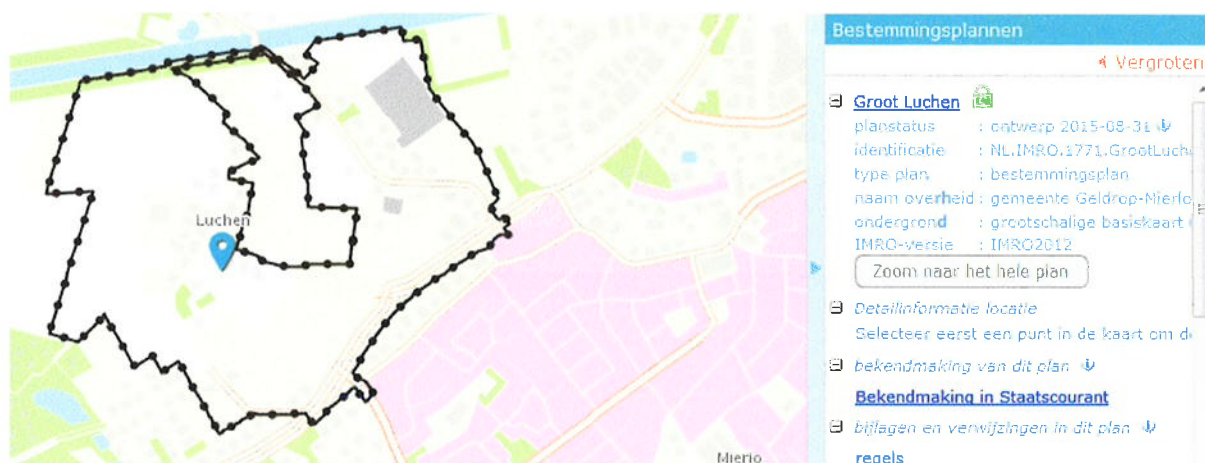 Luchen
Mierlo
Bestemmingsplannen
Vergroten
Groot Luchen
planstatus : ontwerp 2015-08-31
identificatie : NL.IMRO.1771.GrootLuch
type plan : bestemmingsplan
naam overheid : gemeente Geldrop-Mierlo
ondergrond : grootschalige basiskaart
IMRO-versie : IMRO2012
Zoom naar het hele plan
Detailinformatie locatie
Selecteer eerst een punt in de kaart om d
bekendmaking van dit plan
Bekendmaking in Staatscourant
bijlagen en verwijzingen in dit plan
regels